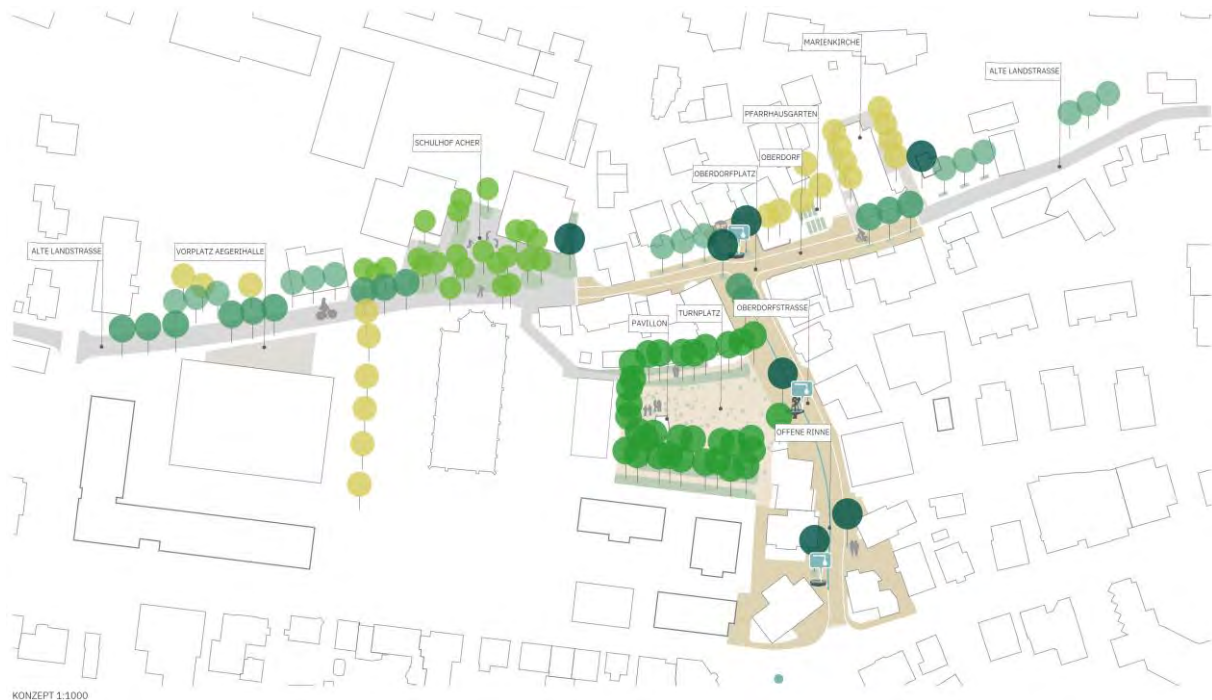 MARIENKIRCHE
ALTE LANDSTRASSE
PFARRHAUSGARTEN
SCHULHOF ACHER
OBERDORF
OBERDORFPLATZ
ALTE LANDSTRASSE
VORPLATZ AEGERIHALLE
OBERDORFSTRASSE
TURNPLATZ
PAVILLON
OFFENE RINNE
KONZEPT 1:1000